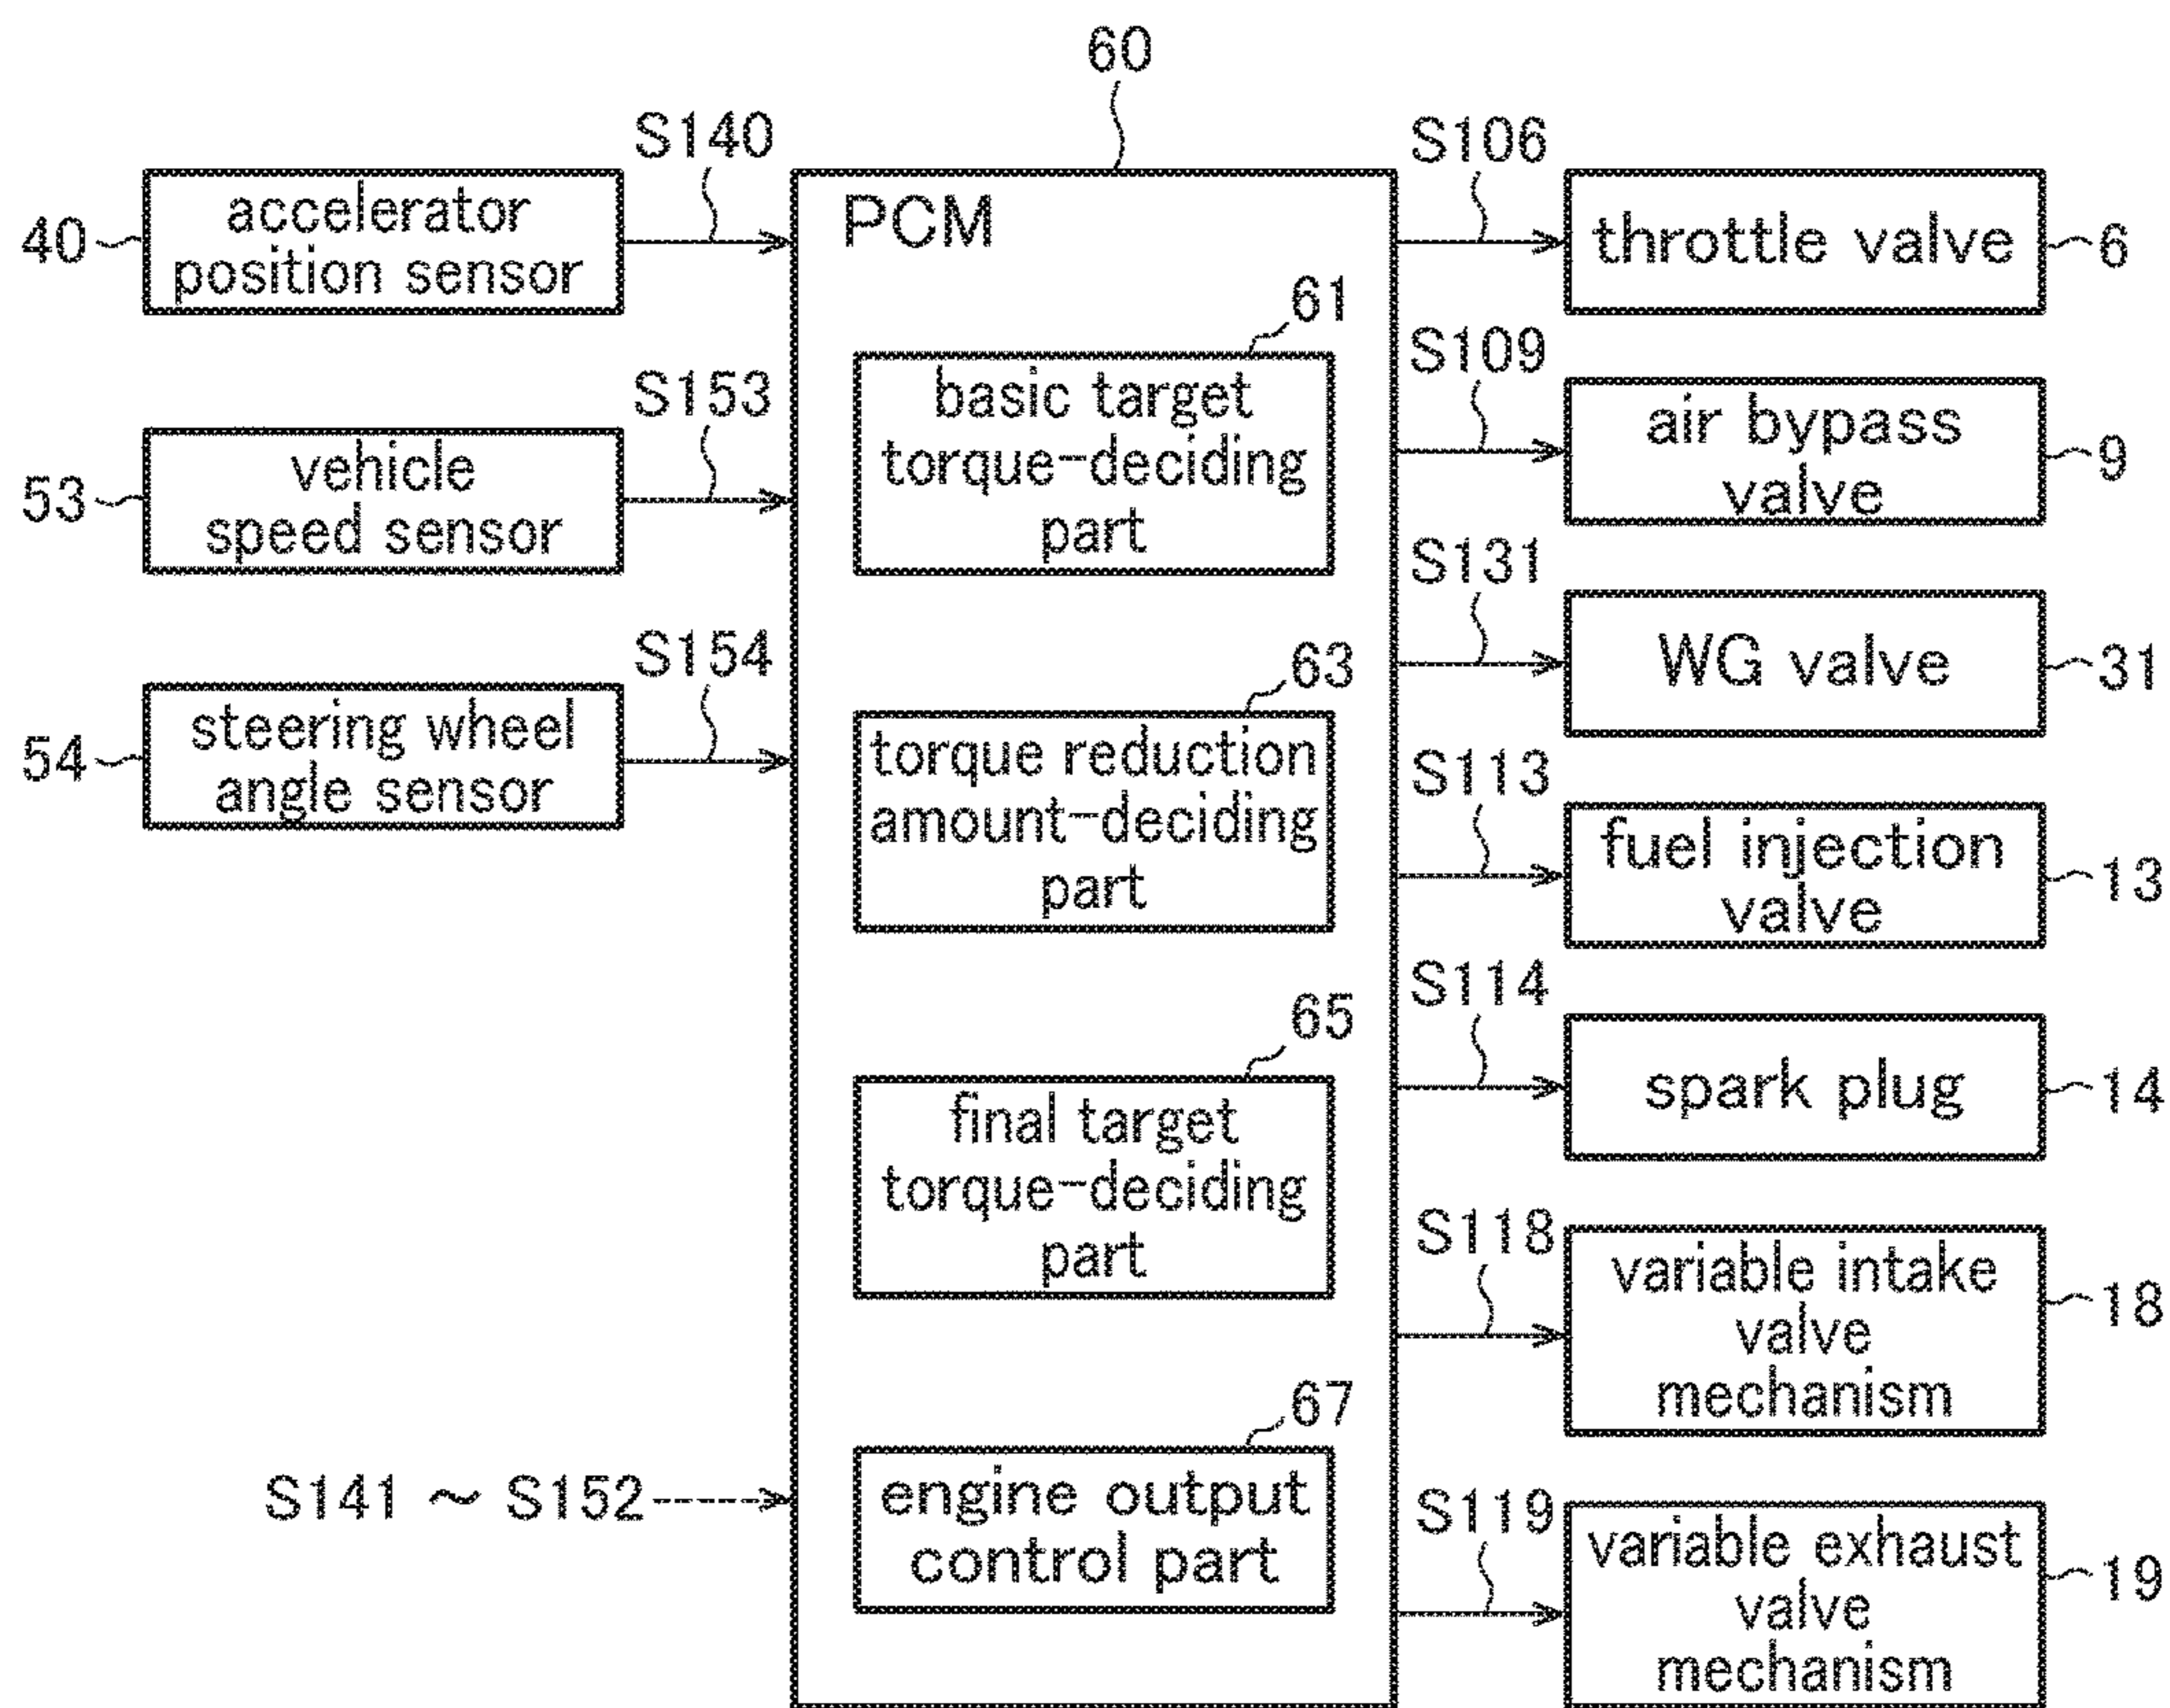 60
S140
accelerator
position sensor
40
S153
vehicle
speed sensor
53
S154
steering wheel
angle sensor
54
S141 ～ S152
PCM
61
basic target
torque-deciding
part
63
torque reduction
amount-deciding
part
65
final target
torque-deciding
part
67
engine output
control part
S106
throttle valve
6
S109
air bypass
valve
9
S131
WG valve
31
S113
fuel injection
valve
13
S114
spark plug
14
S118
variable intake
valve
mechanism
18
S119
variable exhaust
valve
mechanism
19